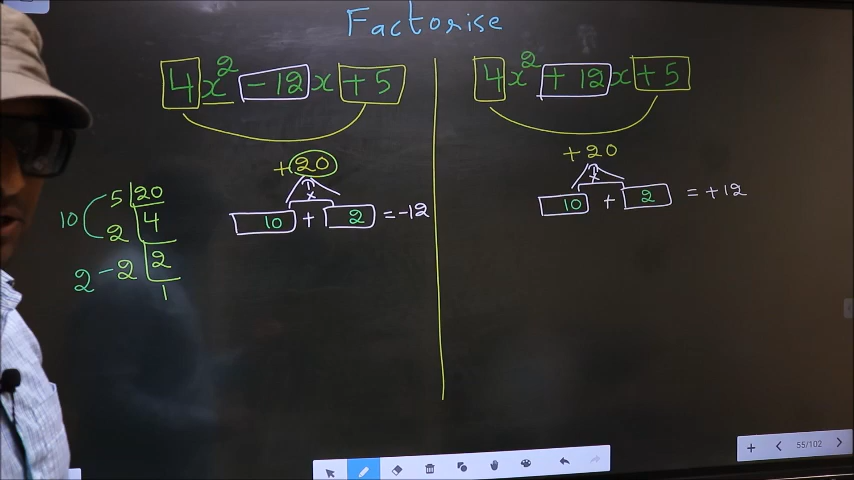 Factorise
4x² -12x +5
+20
10 + 2 = -12
5 20
10 2 4
2 - 2 2
1
4x² +12x +5
+20
×
10 + 2 = +12
55/102